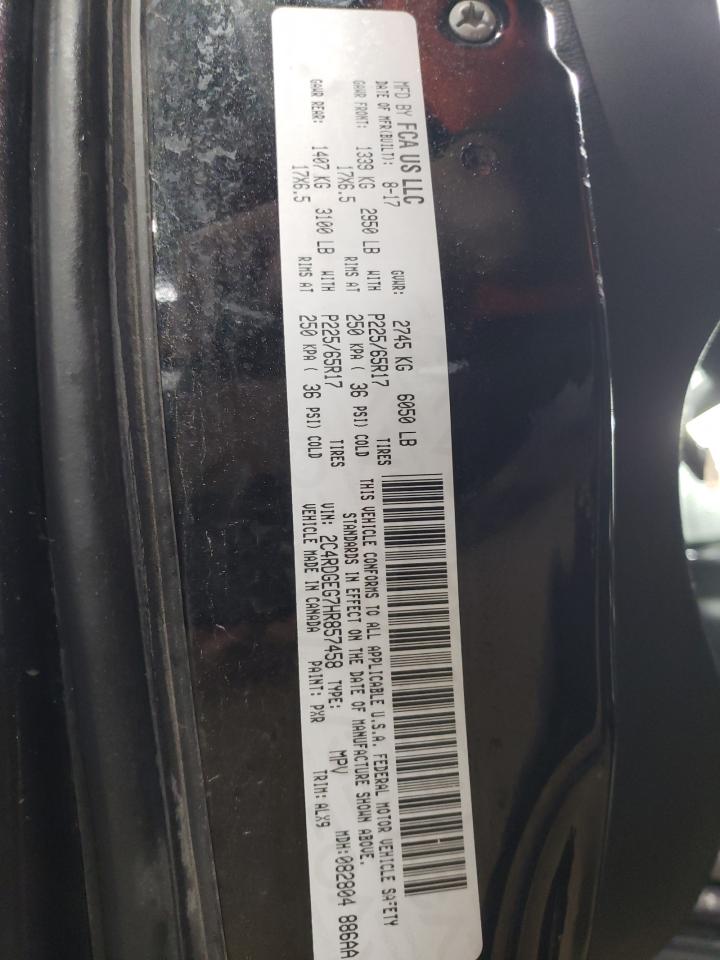 MFD BY FCA US LLC
DATE OF MFR(BUILT): 8-17 GVWR: 2745 KG 6050 LB
GAWR FRONT: 1339 KG 2950 LB WITH P225/65R17 TIRES
17X6.5 RIMS AT 250 KPA ( 36 PSI) COLD
GAWR REAR: 1407 KG 3100 LB WITH P225/65R17 TIRES
17X6.5 RIMS AT 250 KPA ( 36 PSI) COLD
THIS VEHICLE CONFORMS TO ALL APPLICABLE U.S.A. FEDERAL MOTOR VEHICLE SAFETY
STANDARDS IN EFFECT ON THE DATE OF MANUFACTURE SHOWN ABOVE.
VIN: 2C4RDGEG7HR857458 TYPE: MPV MDH:082804 886AA
VEHICLE MADE IN CANADA PAINT: PXR TRIM: ALX9